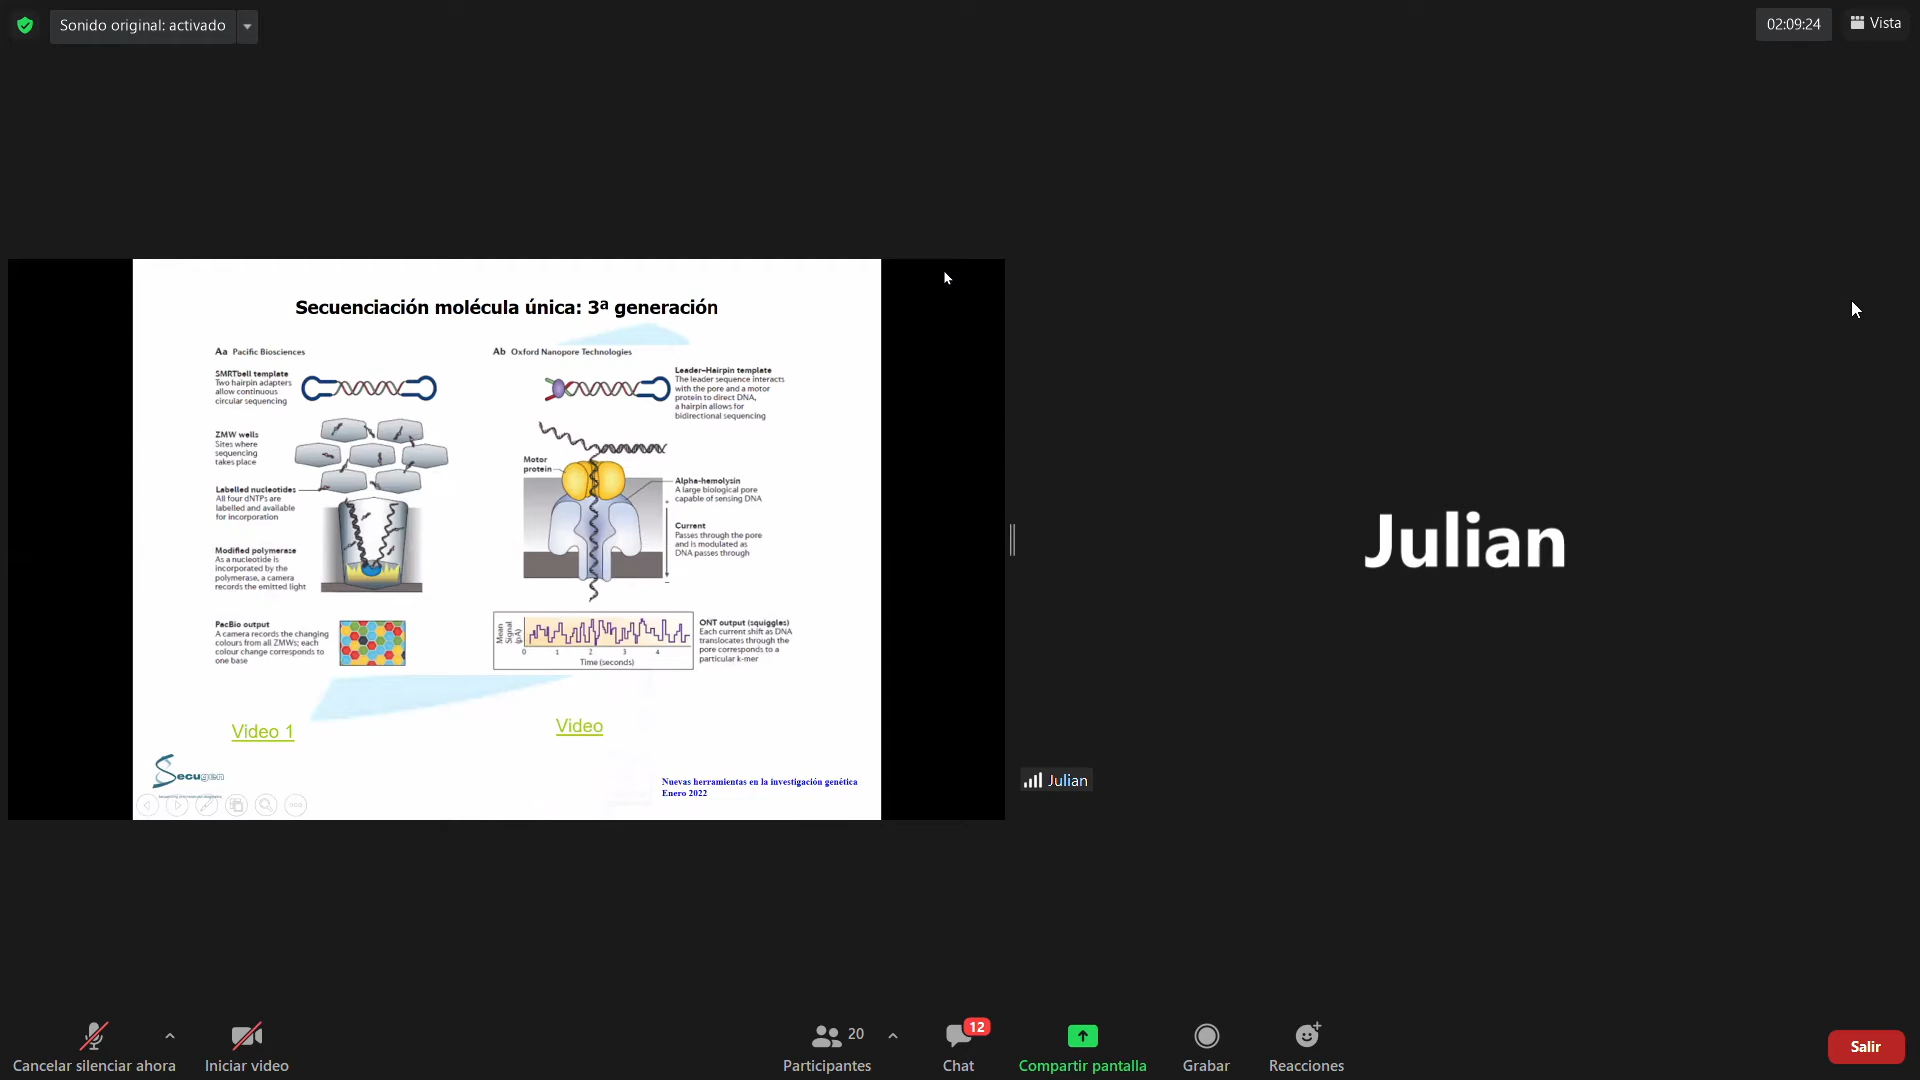 Sonido original: activado
02:09:24
Vista
Secuenciación molécula única: 3ª generación
Aa Pacific Biosciences
SMRTbell template
Two hairpin adapters
allow continuous
circular sequencing
ZMW wells
Sites where
sequencing
takes place
Labelled nucleotides
All four dNTPs are
labelled and available
for incorporation
Modified polymerase
As a nucleotide is
incorporated by the
polymerase, a camera
records the emitted light
PacBio output
A camera records the changing
colours from all ZMWs; each
colour change corresponds to
one base
Ab Oxford Nanopore Technologies
Leader–Hairpin template
The leader sequence interacts
with the pore and a motor
protein to direct DNA,
a hairpin allows for
bidirectional sequencing
Motor
protein
Alpha-hemolysin
A large biological pore
capable of sensing DNA
Current
Passes through the pore
and is modulated as
DNA passes through
Mean
Signal
(pA)
0 1 2 3 4
Time (seconds)
ONT output (squiggles)
Each current shift as DNA
translocates through the
pore corresponds to a
particular k-mer
Video 1
Video
Secugen
Nuevas herramientas en la investigación genética
Enero 2022
Julian
Julian
Cancelar silenciar ahora
Iniciar video
20
Participantes
12
Chat
Compartir pantalla
Grabar
Reacciones
Salir